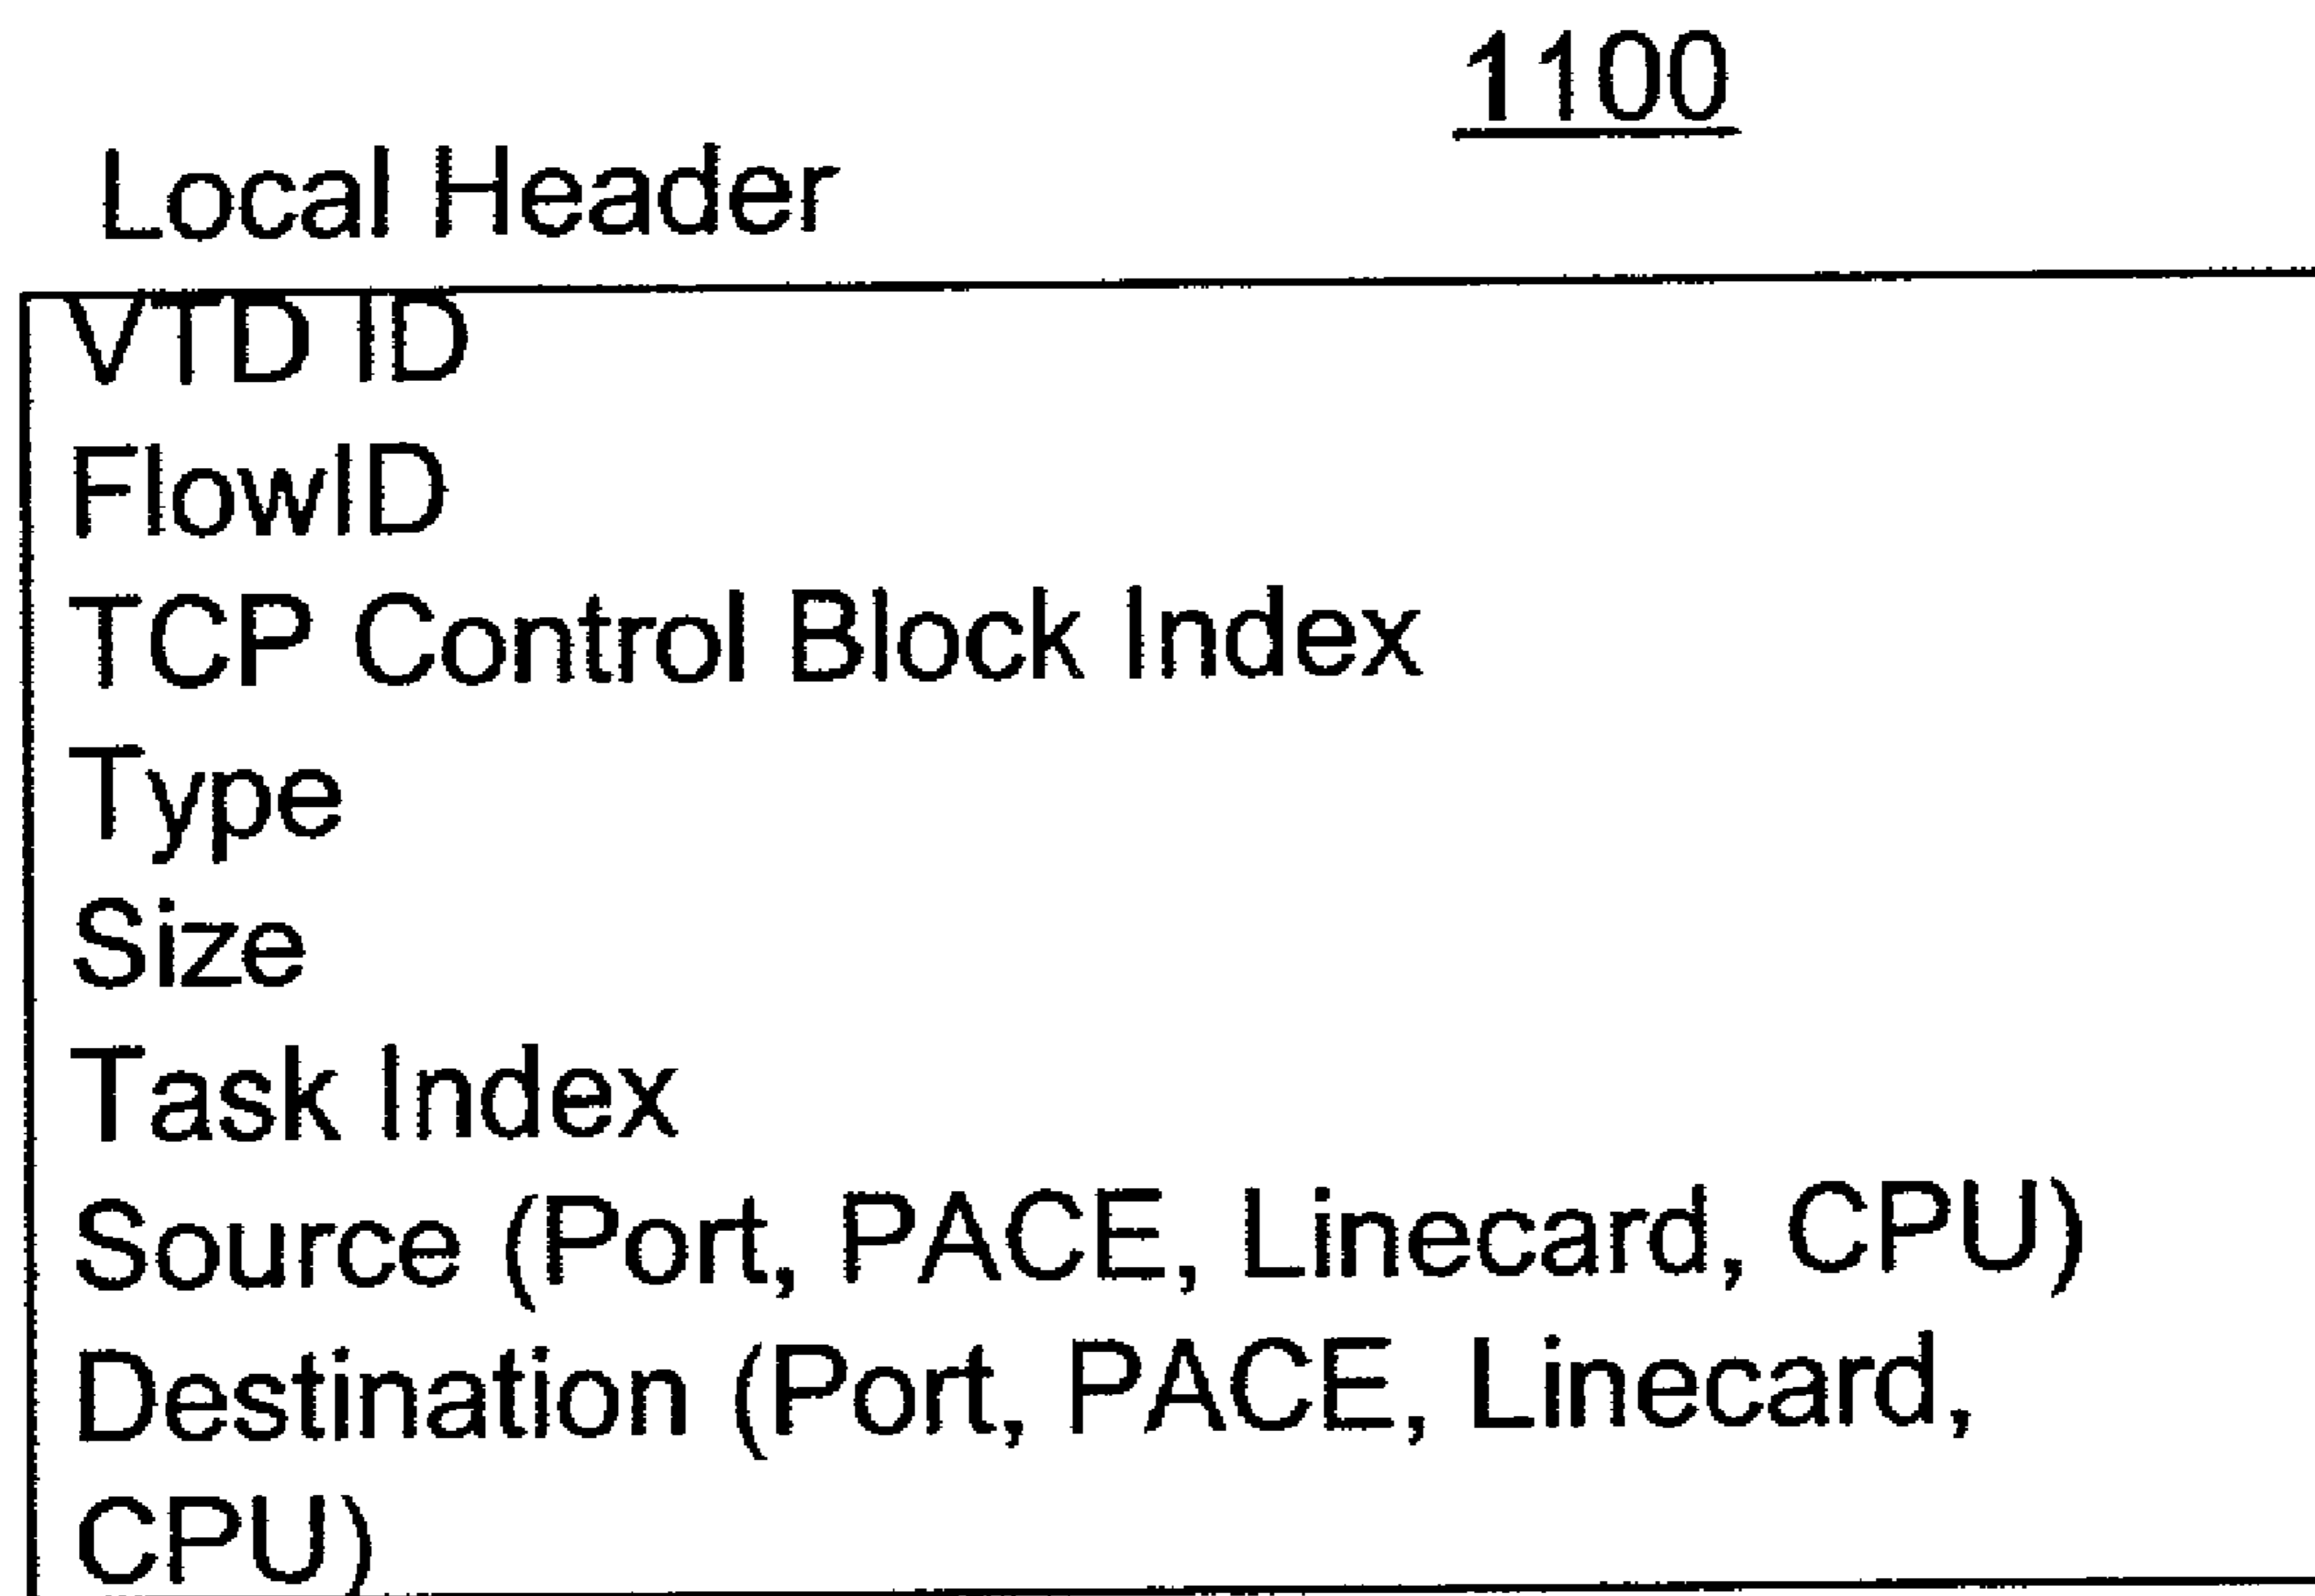 1100
Local Header
VTD ID
FlowID
TCP Control Block Index
Type
Size
Task Index
Source (Port, PACE, Linecard, CPU)
Destination (Port, PACE, Linecard,
CPU)